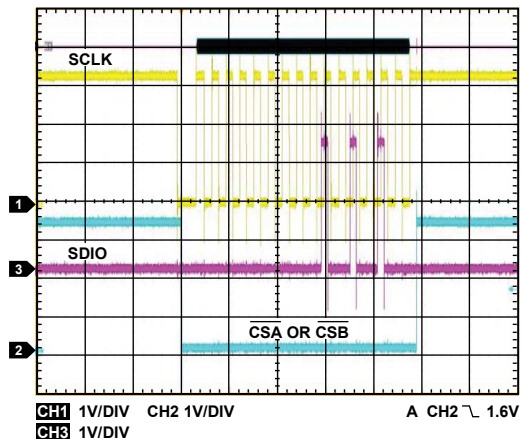 SCLK
1
SDIO
3
CSA OR CSB
2
CH1 1V/DIV CH2 1V/DIV A CH2 1.6V
CH3 1V/DIV